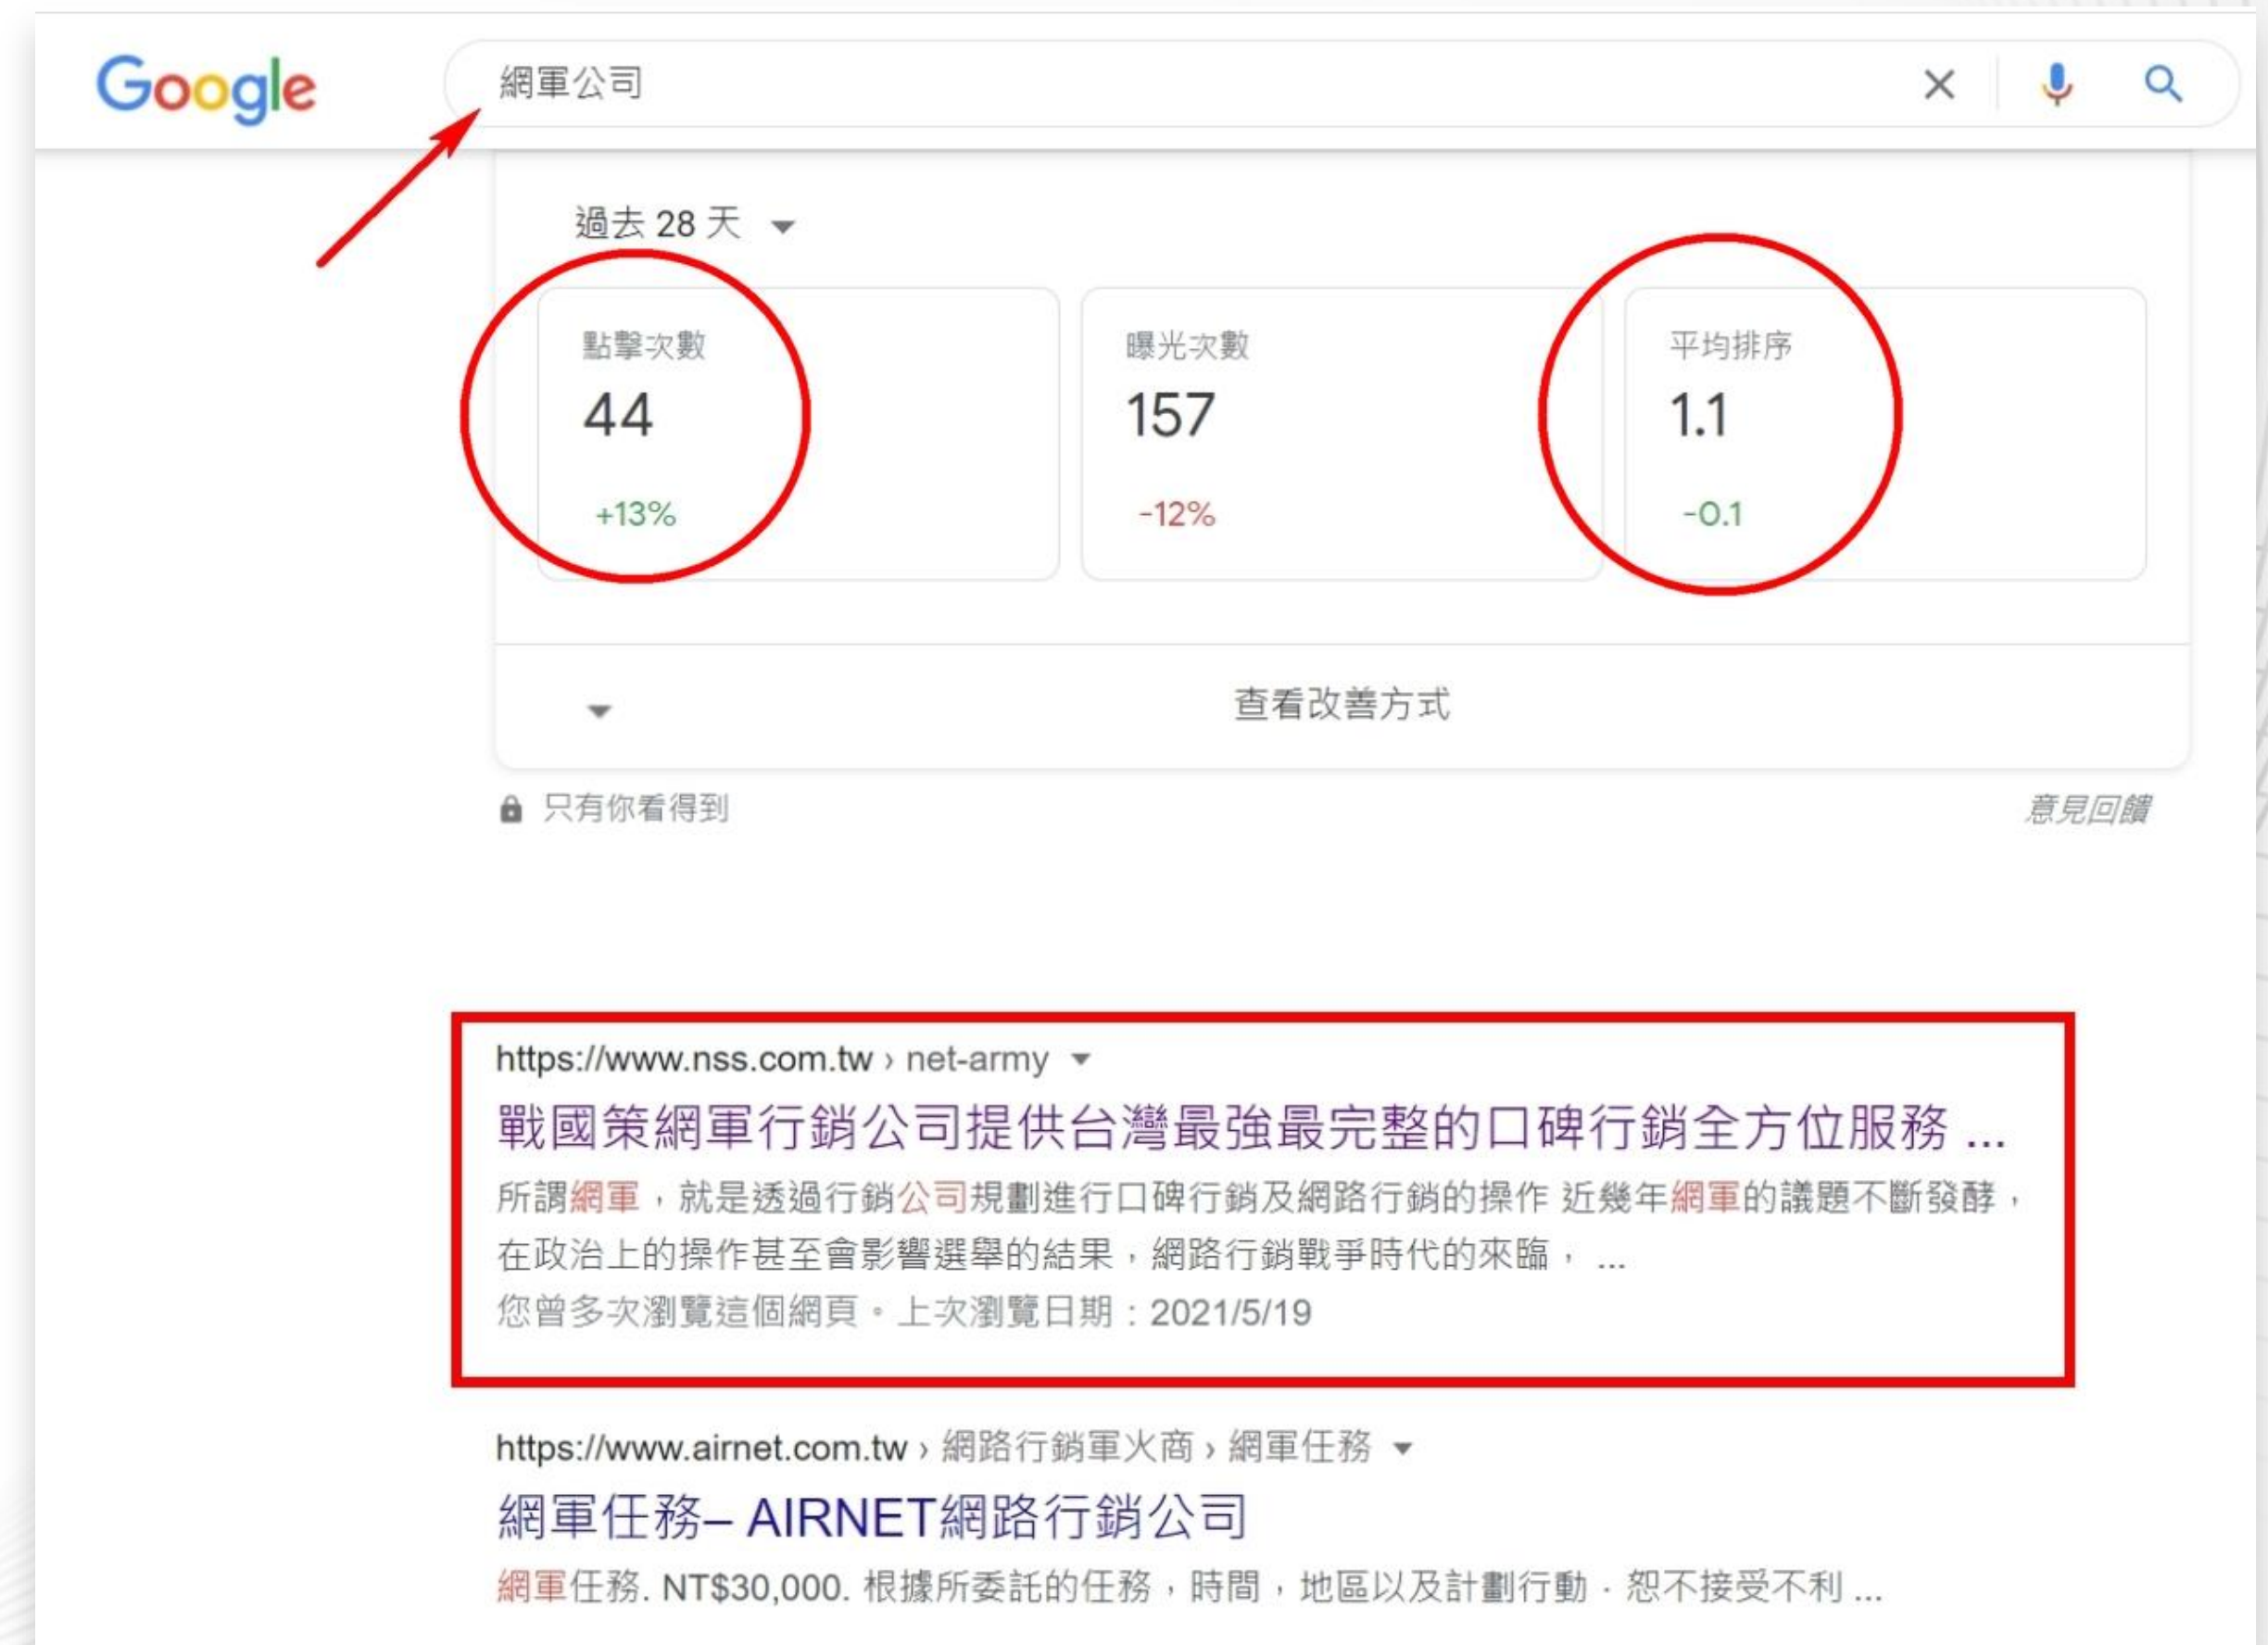 Google
網軍公司
過去 28 天
點擊次數
44
+13%
曝光次數
157
-12%
平均排序
1.1
-0.1
查看改善方式
只有你看得到
意見回饋
https://www.nss.com.tw › net-army
戰國策網軍行銷公司提供台灣最強最完整的口碑行銷全方位服務 ...
所謂網軍，就是透過行銷公司規劃進行口碑行銷及網路行銷的操作 近幾年網軍的議題不斷發酵，
在政治上的操作甚至會影響選舉的結果，網路行銷戰爭時代的來臨， ...
您曾多次瀏覽這個網頁。上次瀏覽日期：2021/5/19
https://www.airnet.com.tw › 網路行銷軍火商 › 網軍任務
網軍任務– AIRNET網路行銷公司
網軍任務. NT$30,000. 根據所委託的任務，時間，地區以及計劃行動 · 恕不接受不利 ...